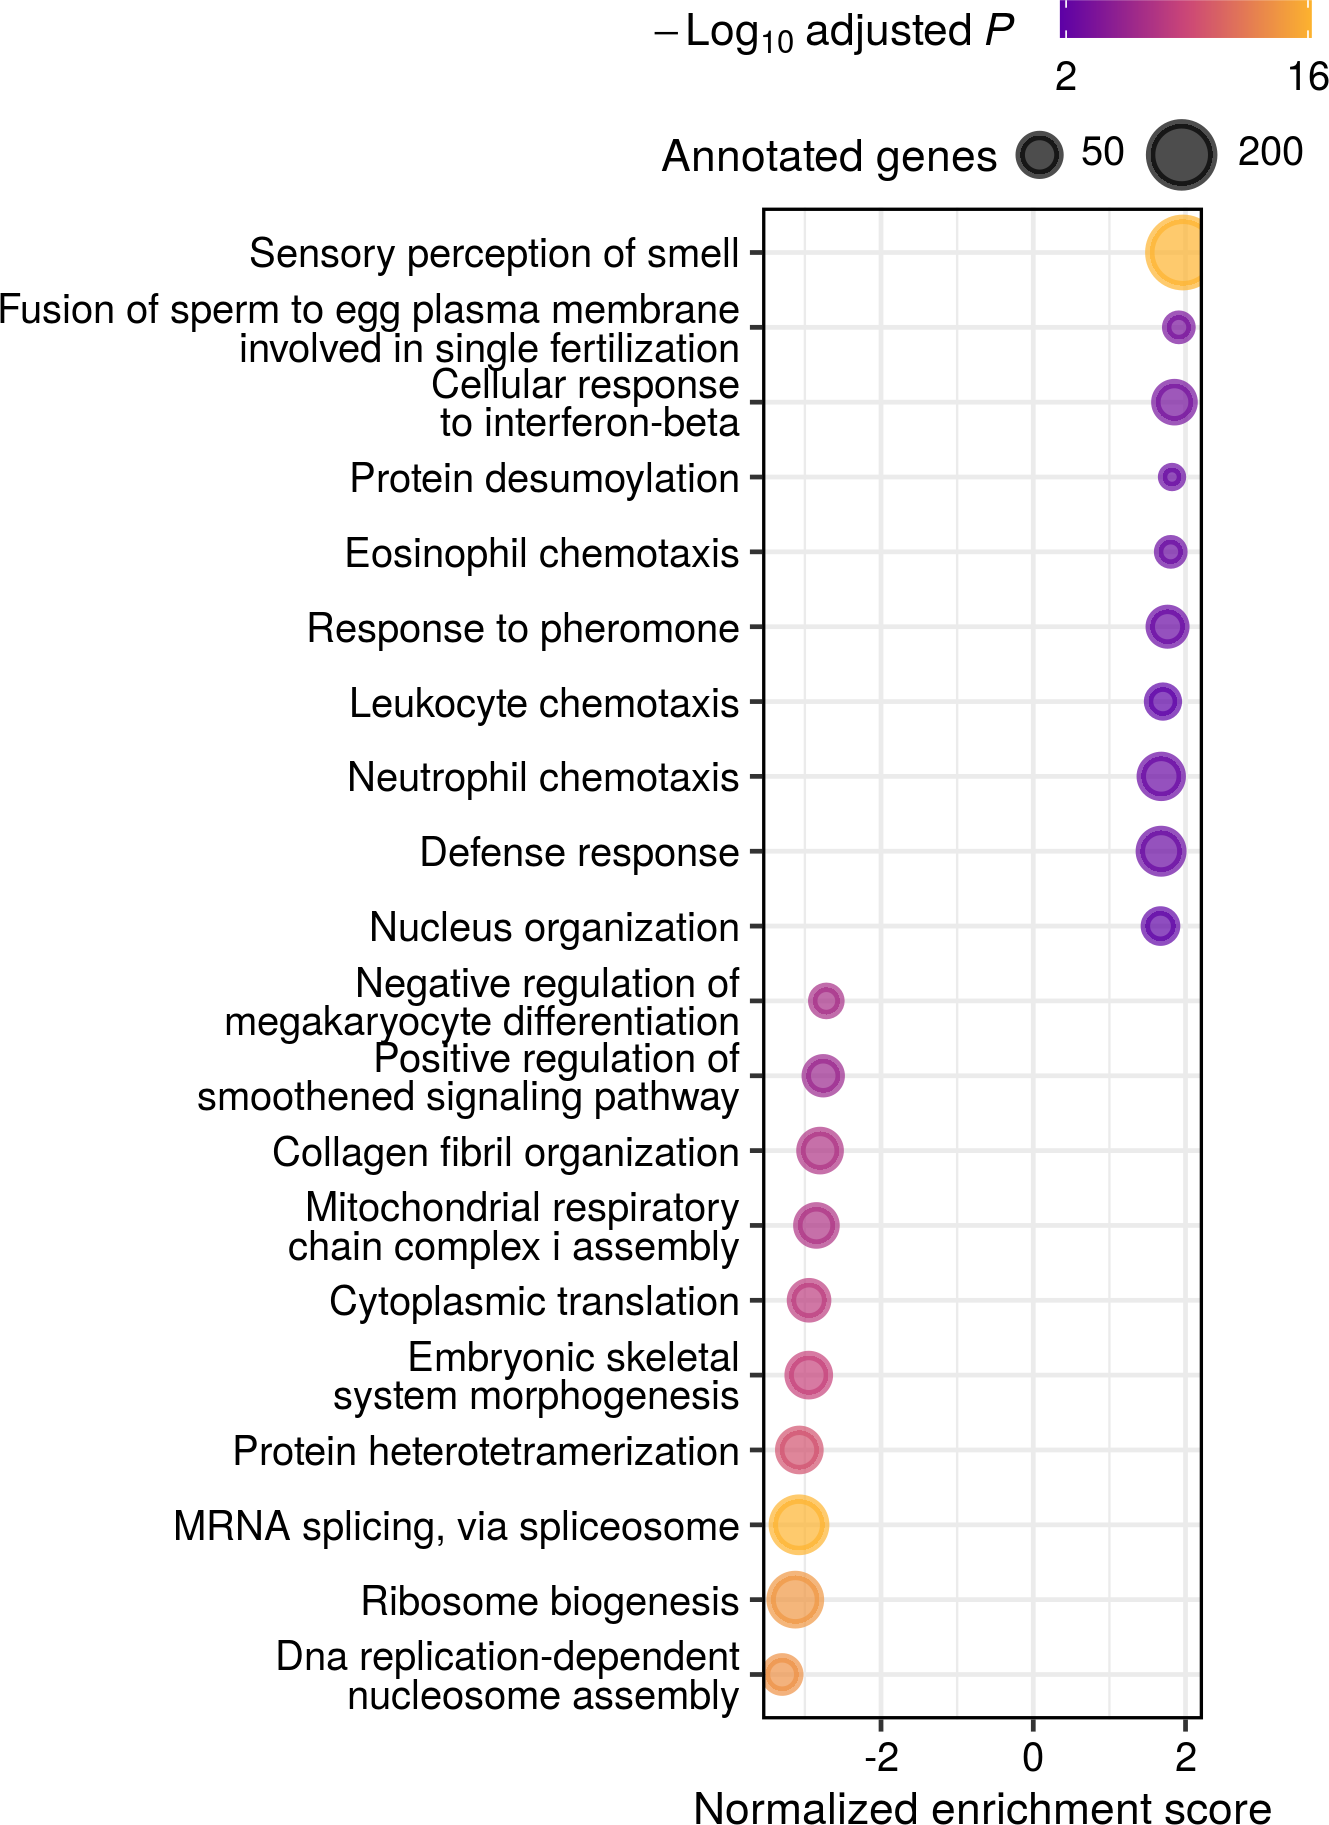 −Log10 adjusted P
2 16
Annotated genes 50 200
Sensory perception of smell
Fusion of sperm to egg plasma membrane
involved in single fertilization
Cellular response
to interferon-beta
Protein desumoylation
Eosinophil chemotaxis
Response to pheromone
Leukocyte chemotaxis
Neutrophil chemotaxis
Defense response
Nucleus organization
Negative regulation of
megakaryocyte differentiation
Positive regulation of
smoothened signaling pathway
Collagen fibril organization
Mitochondrial respiratory
chain complex i assembly
Cytoplasmic translation
Embryonic skeletal
system morphogenesis
Protein heterotetramerization
MRNA splicing, via spliceosome
Ribosome biogenesis
Dna replication-dependent
nucleosome assembly
-2 0 2
Normalized enrichment score